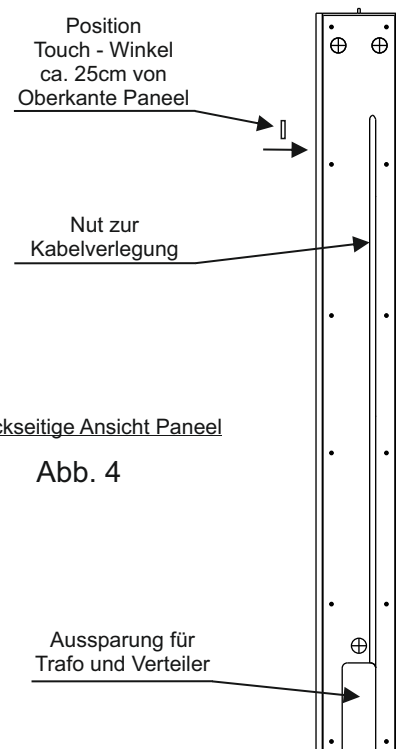 Position
Touch - Winkel
ca. 25cm von
Oberkante Paneel
Nut zur
Kabelverlegung
Ansicht Paneel
Abb. 4
Aussparung für
Trafo und Verteiler